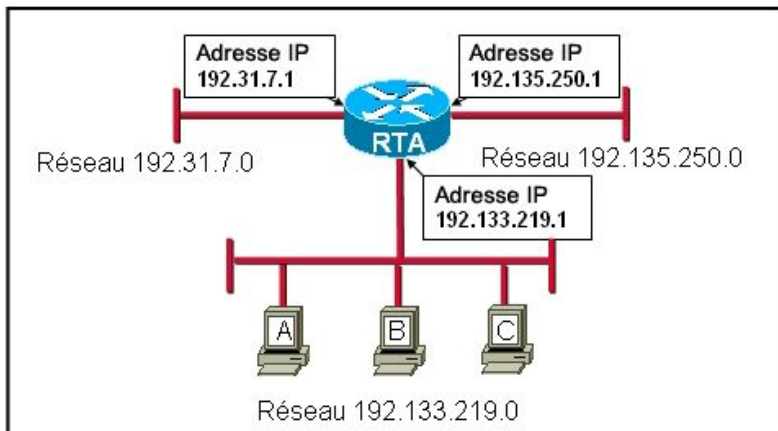 Adresse IP
192.31.7.1
Adresse IP
192.135.250.1
RTA
Réseau 192.31.7.0
Réseau 192.135.250.0
Adresse IP
192.133.219.1
A
B
C
Réseau 192.133.219.0